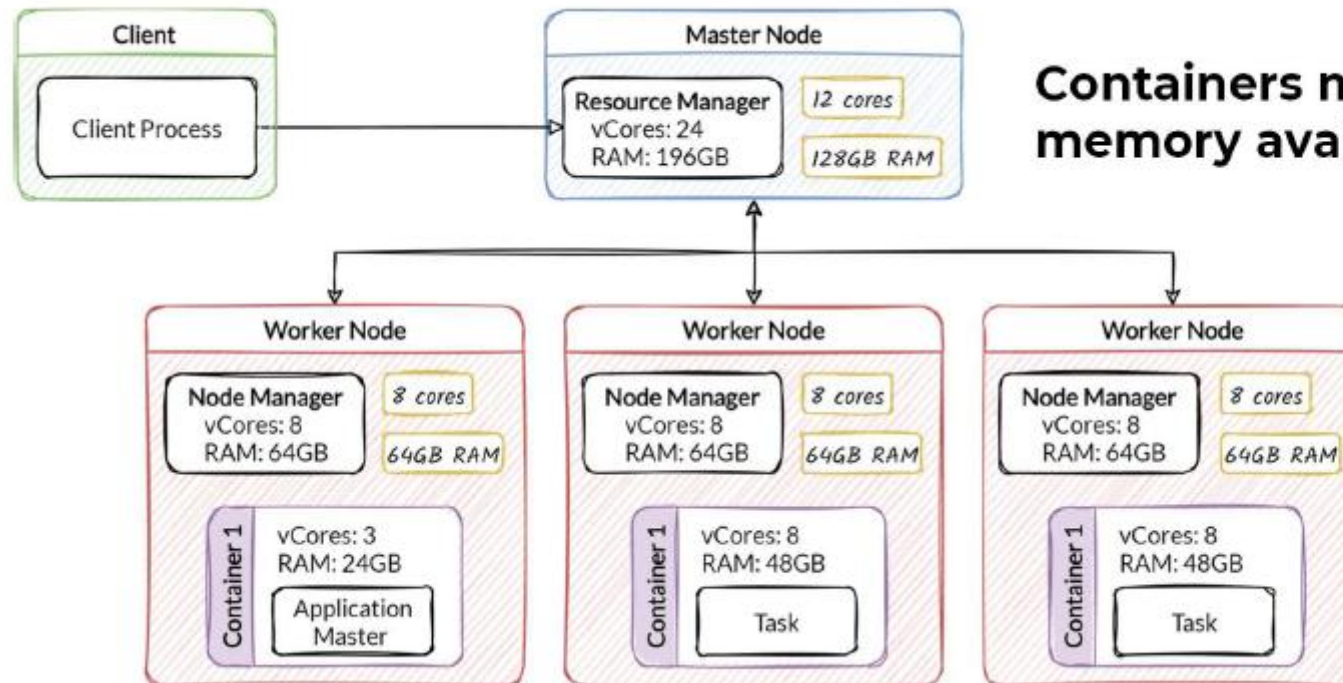 Client
Client Process
Master Node
Resource Manager
vCores: 24
RAM: 196GB
12 cores
128GB RAM
Containers
memory
Worker Node
Node Manager
vCores: 8
RAM: 64GB
8 cores
64GB RAM
Container 1
vCores: 3
RAM: 24GB
Application
Master
Worker Node
Node Manager
vCores: 8
RAM: 64GB
8 cores
64GB RAM
Container 1
vCores: 8
RAM: 48GB
Task
Worker Node
Node Manager
vCores: 8
RAM: 64GB
8 cores
64GB RAM
Container 1
vCores: 8
RAM: 48GB
Task